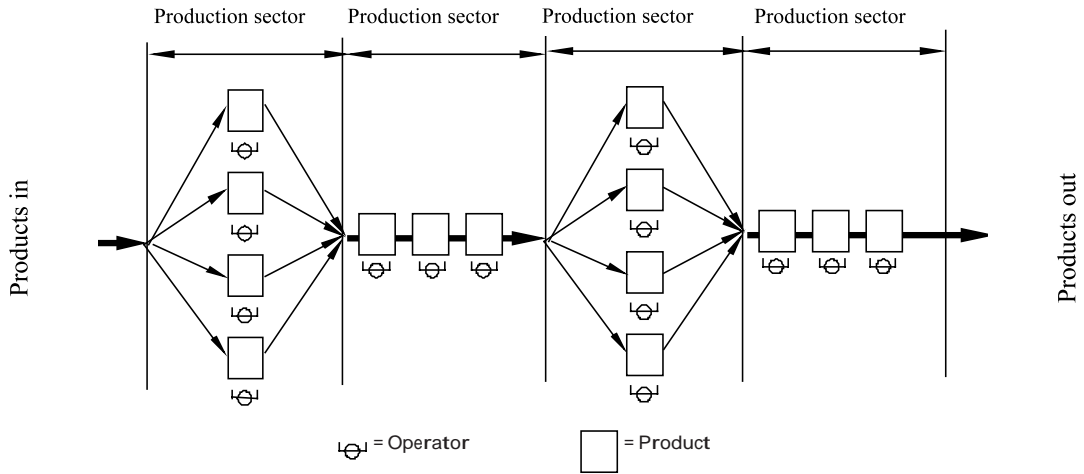 Production sector
Production sector
Production sector
Production sector
Products in
Products out
= Operator
= Product